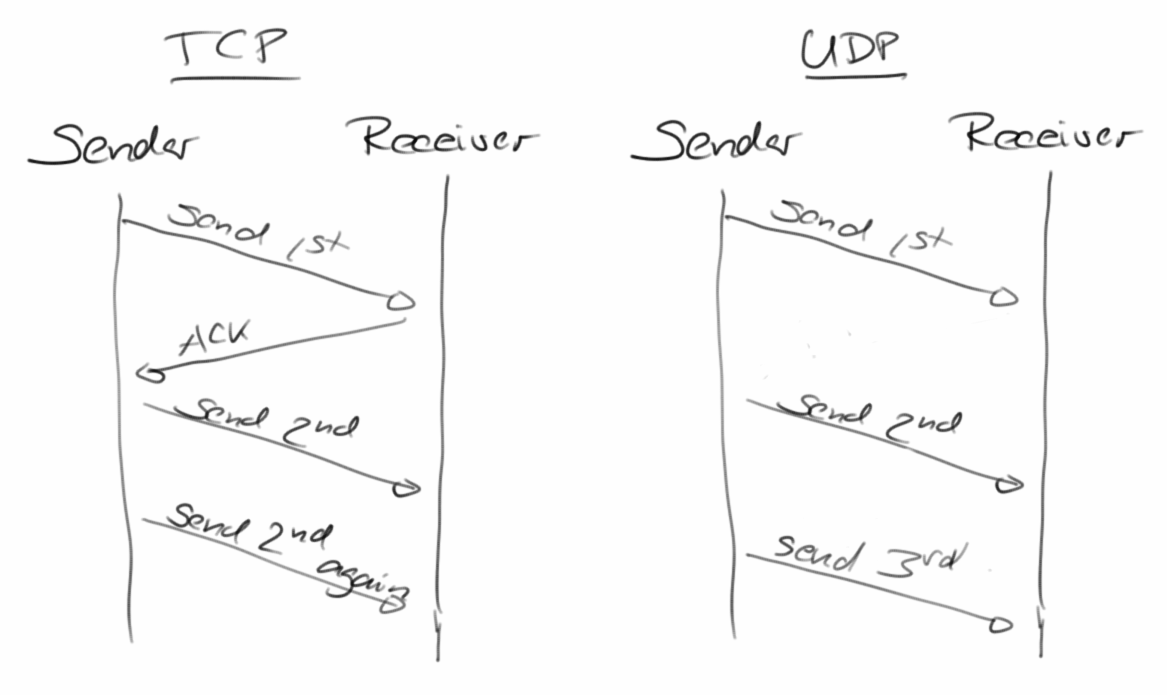 TCP
Sender
Receiver
Send 1st
ACK
Send 2nd
Send 2nd
again
UDP
Sender
Receiver
Send 1st
Send 2nd
send 3rd